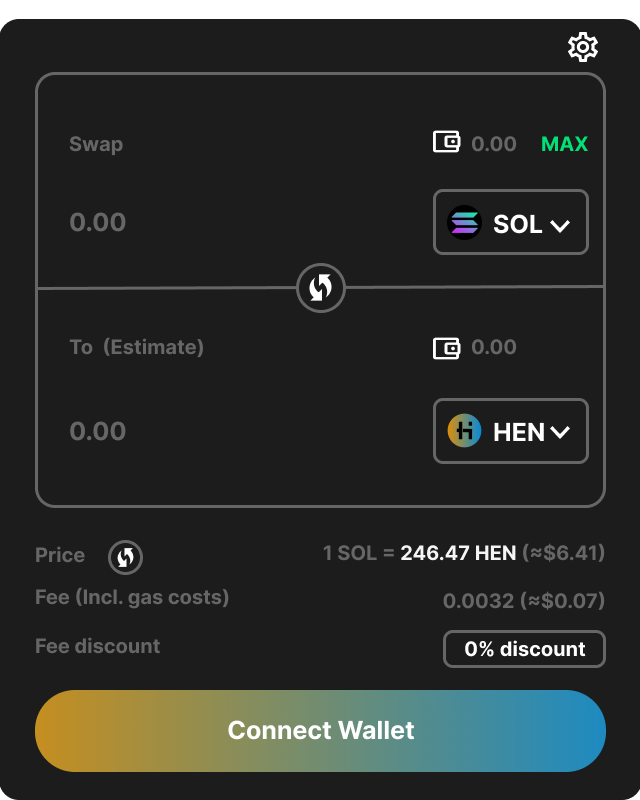 Swap 0.00 MAX
0.00 SOL
To (Estimate) 0.00
0.00 HEN
Price 1 SOL = 246.47 HEN (≈$6.41)
Fee (Incl. gas costs) 0.0032 (≈$0.07)
Fee discount 0% discount
Connect Wallet